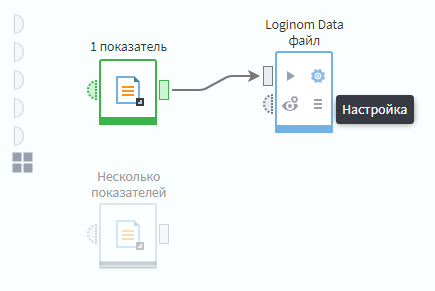 Loginom Data
файл
1 показатель
Настройка
Несколько
показателей